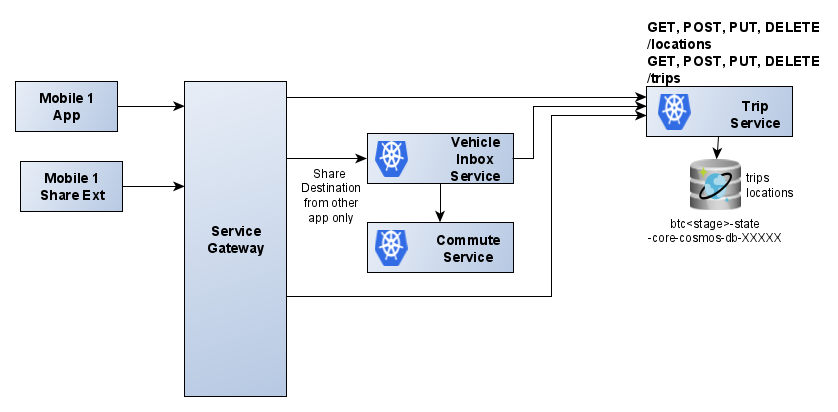 GET, POST, PUT, DELETE
/locations
GET, POST, PUT, DELETE
/trips
Mobile 1
App
Mobile 1
Share Ext
Service
Gateway
Share
Destination
from other
app only
Vehicle
Inbox
Service
Commute
Service
Trip
Service
trips
locations
btc<stage>-state
-core-cosmos-db-XXXXX